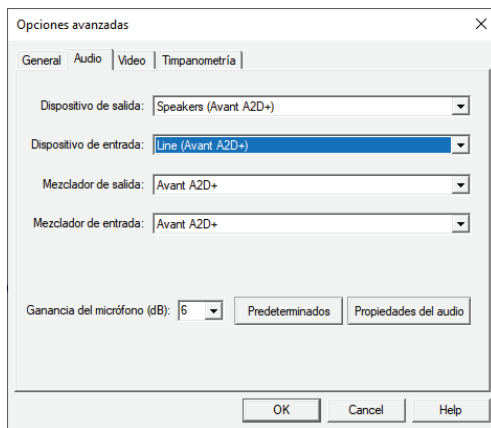 Opciones avanzadas
General Audio Video Timpanometría
Dispositivo de salida: Speakers (Avant A2D+)
Dispositivo de entrada: Line (Avant A2D+)
Mezclador de salida: Avant A2D+
Mezclador de entrada: Avant A2D+
Ganancia del micrófono (dB): 6 Predeterminados Propiedades del audio
OK Cancel Help